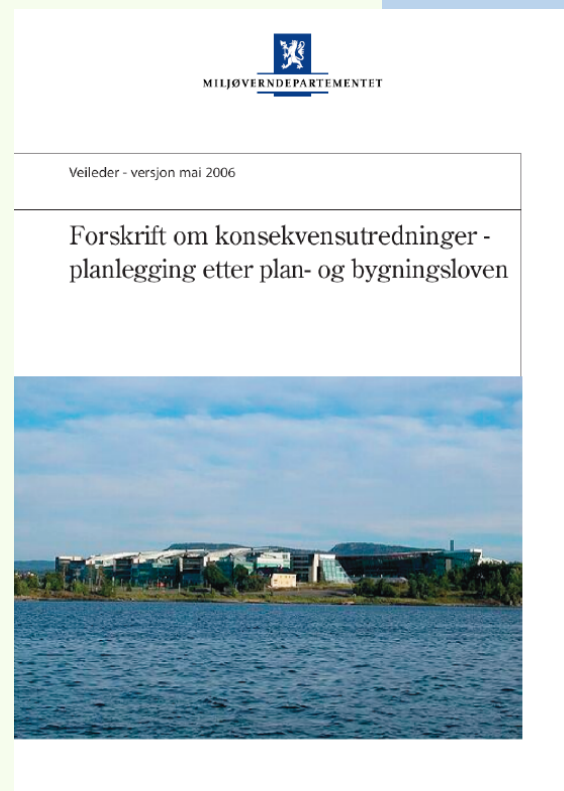 MILJØVERNDEPARTEMENTET
Veileder - versjon mai 2006
Forskrift om konsekvensutredninger -
planlegging etter plan- og bygningsloven